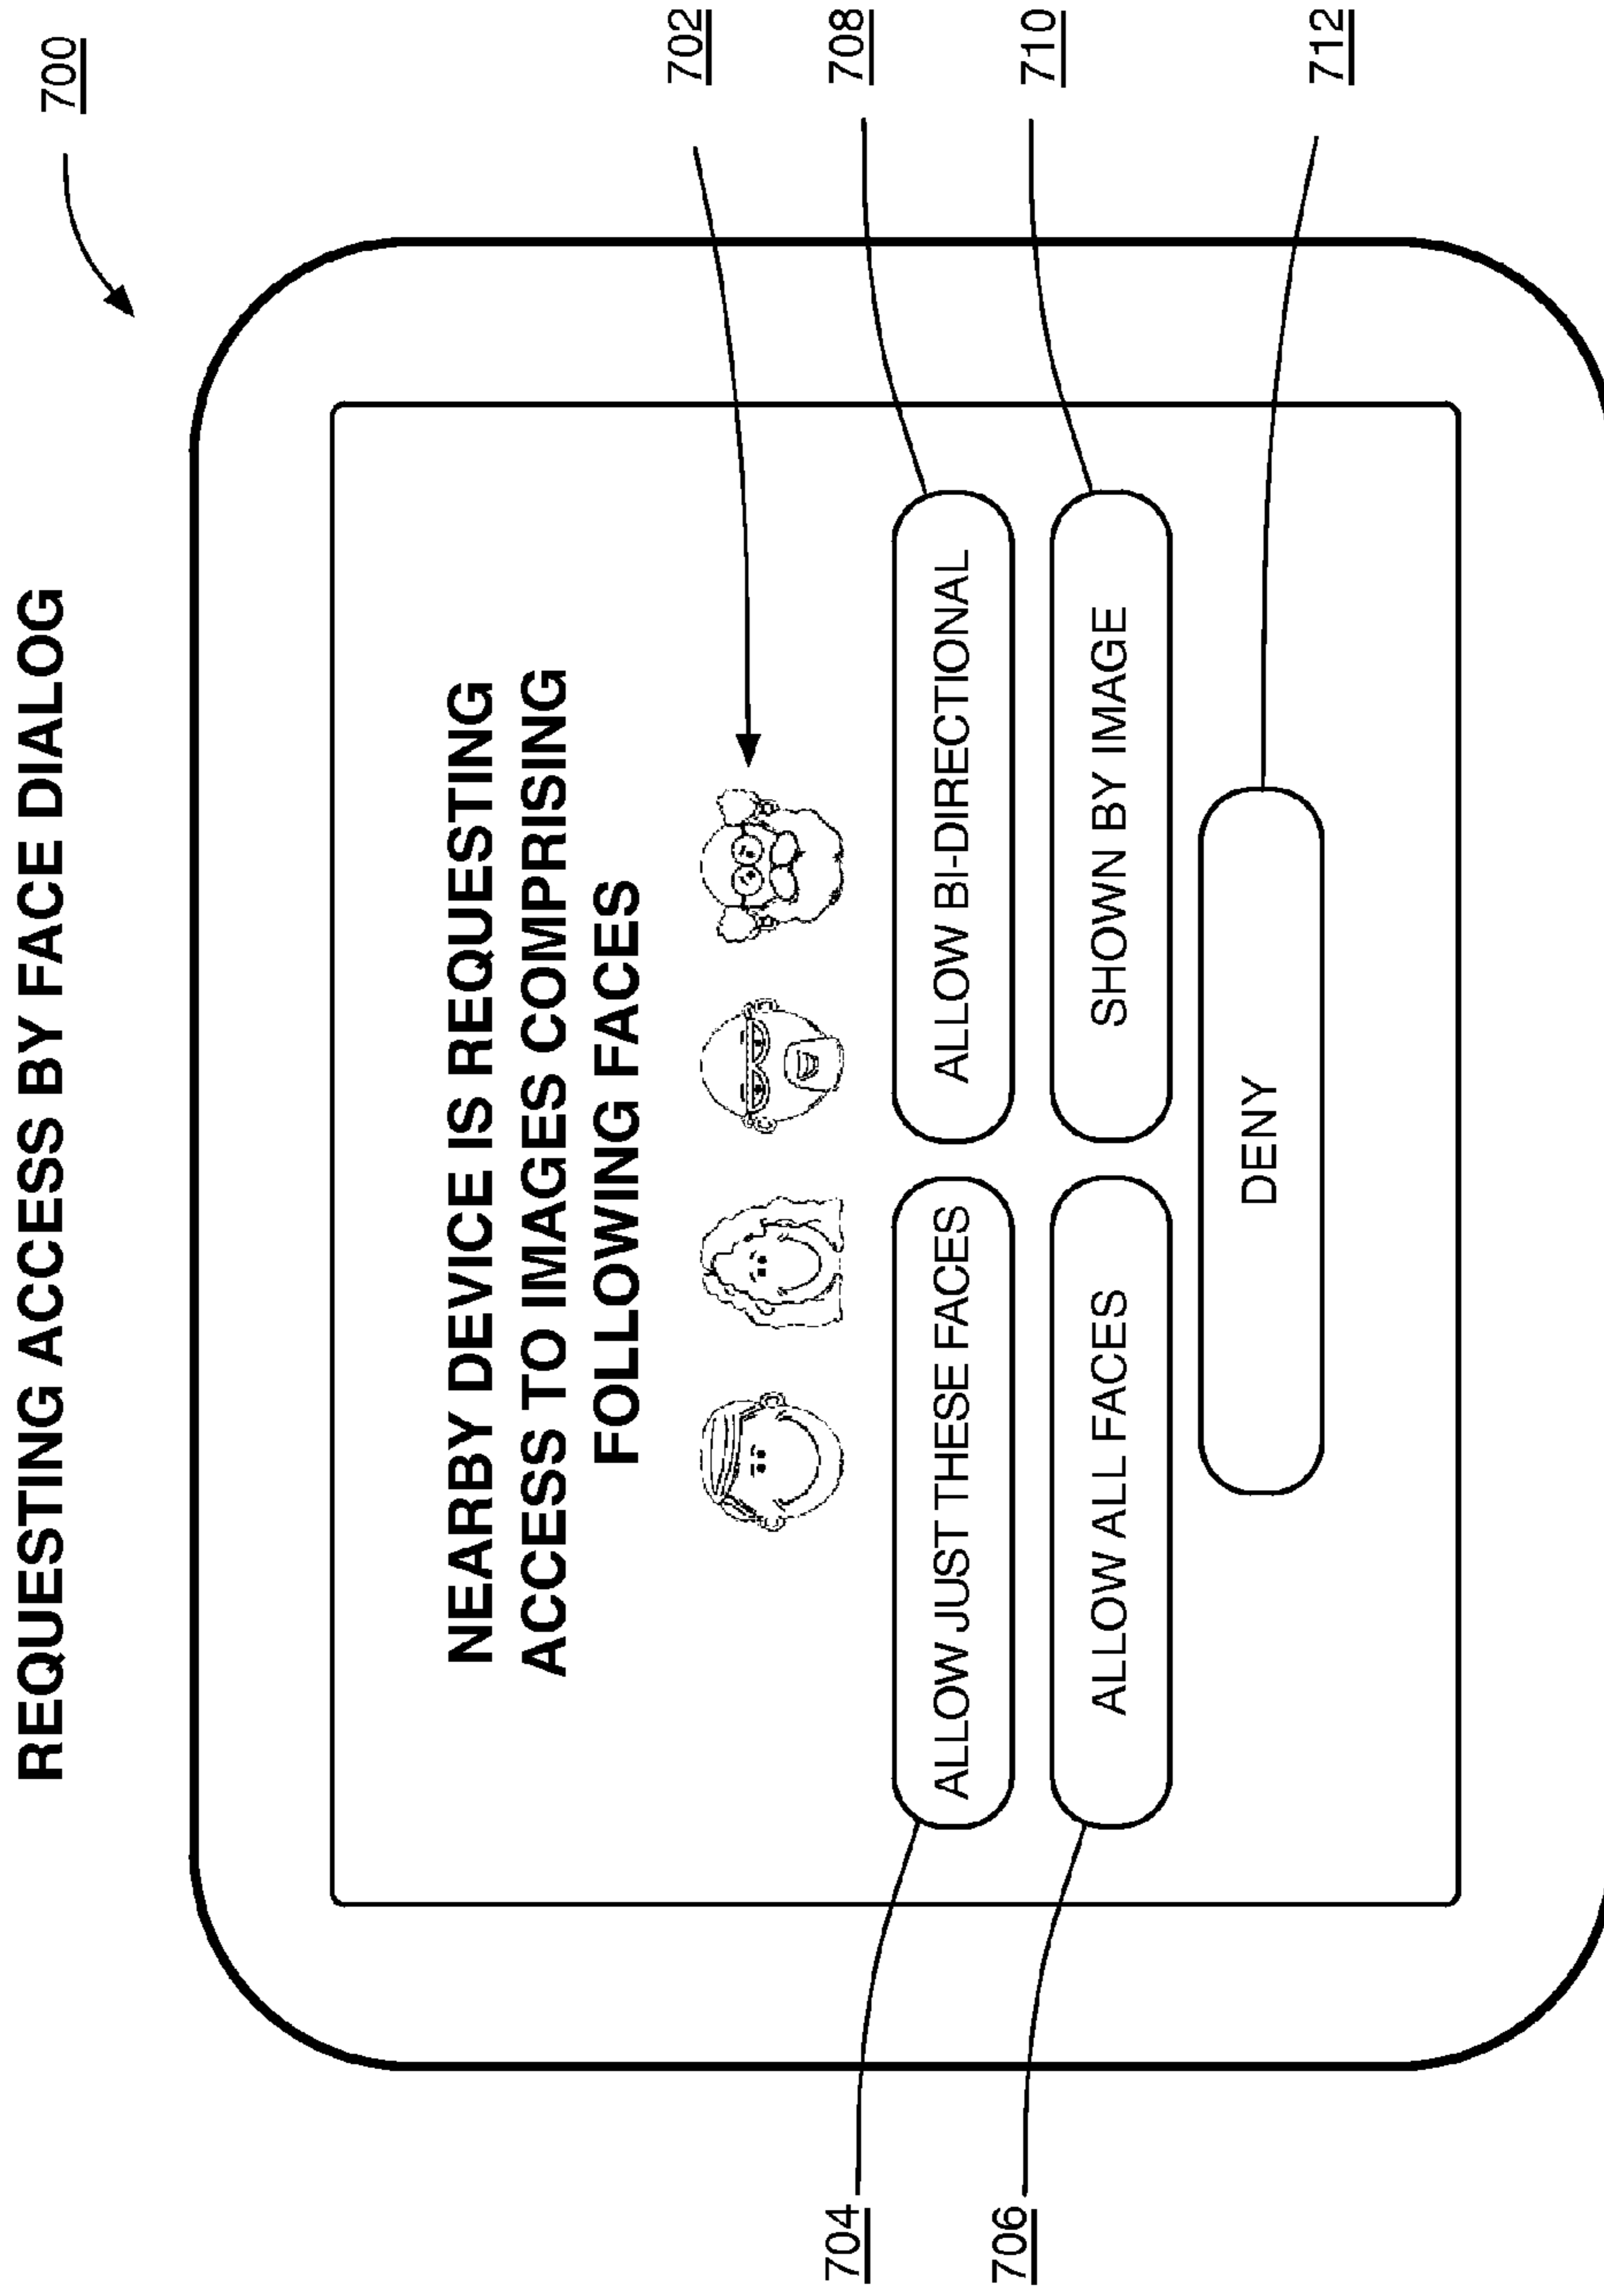 REQUESTING ACCESS BY FACE DIALOG
700
NEARBY DEVICE IS REQUESTING
ACCESS TO IMAGES COMPRISING
FOLLOWING FACES
702
704
ALLOW JUST THESE FACES
ALLOW BI-DIRECTIONAL
708
706
ALLOW ALL FACES
SHOWN BY IMAGE
710
DENY
712